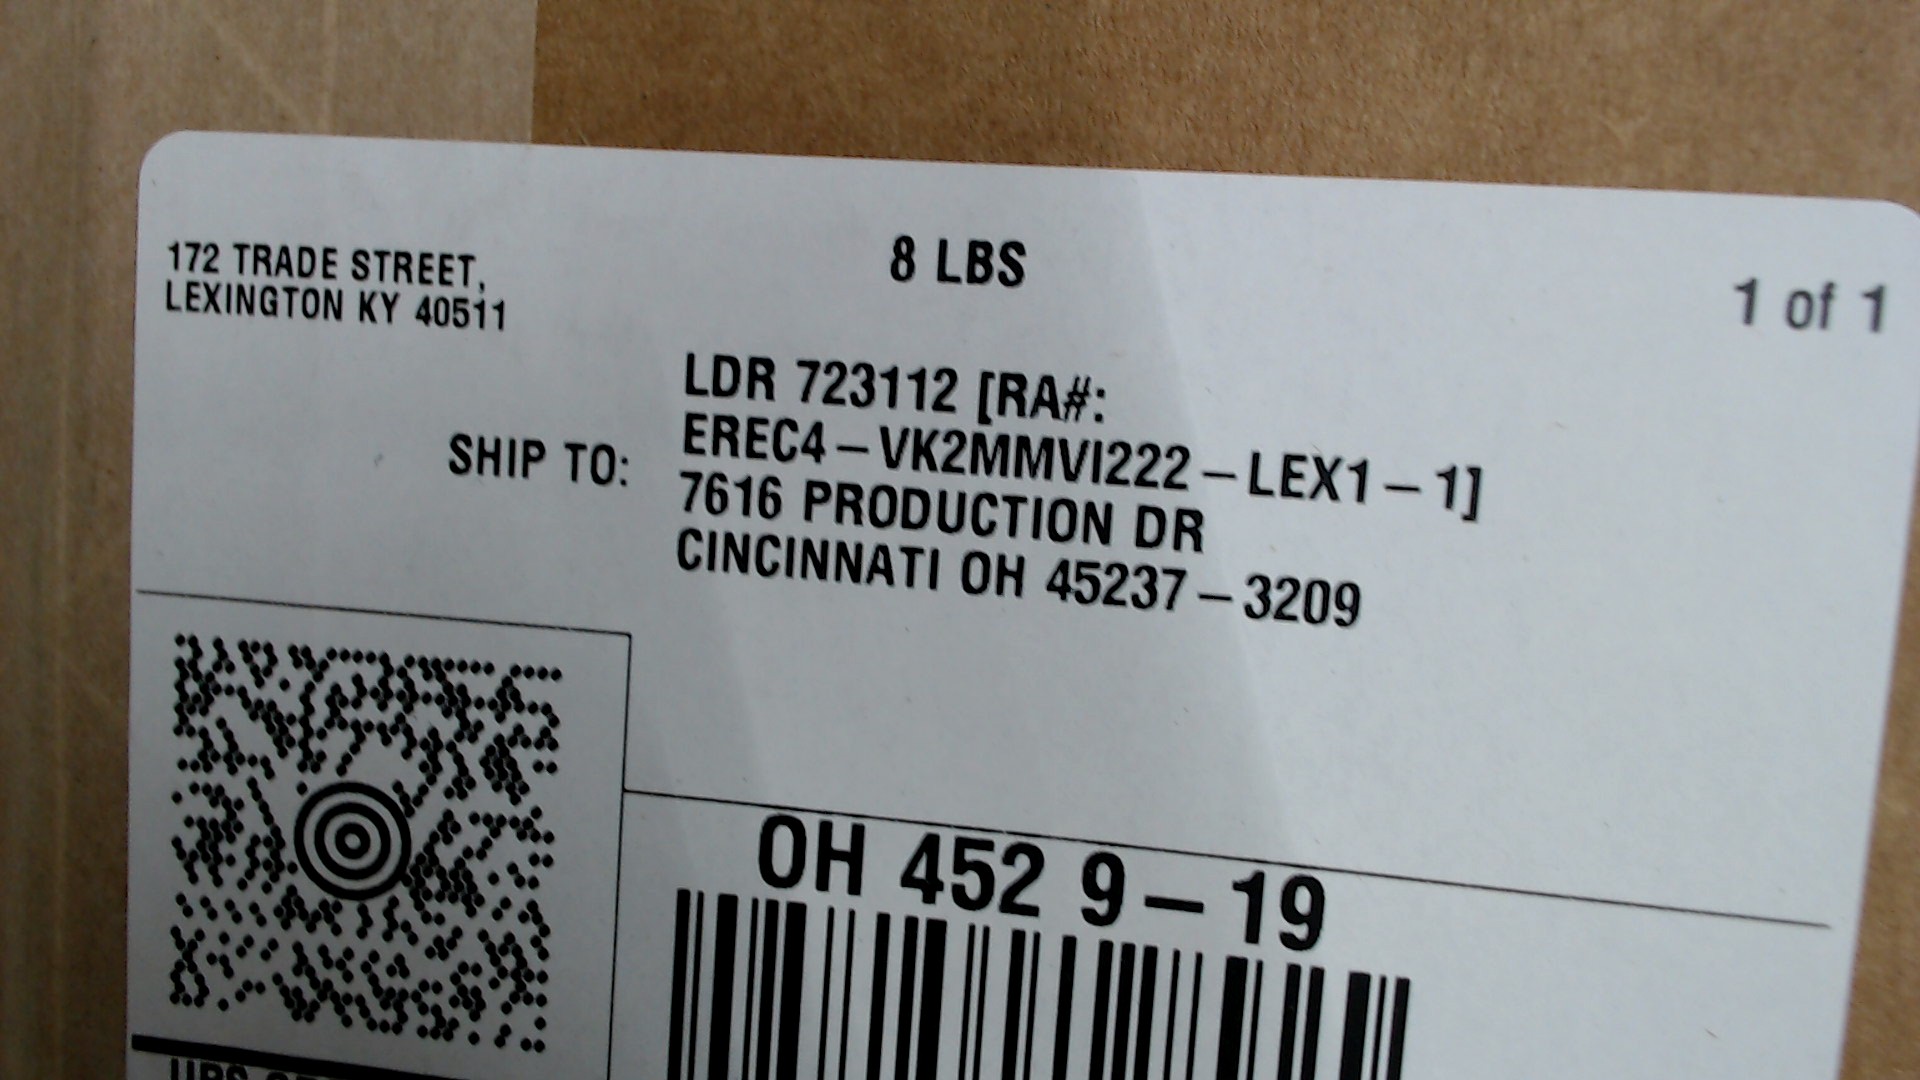 172 TRADE STREET,
LEXINGTON KY 40511
8 LBS
1 of 1
SHIP TO:
LDR 723112 [RA#:
EREC4-VK2MMVI222-LEX1-1]
7616 PRODUCTION DR
CINCINNATI OH 45237-3209
OH 452 9-19